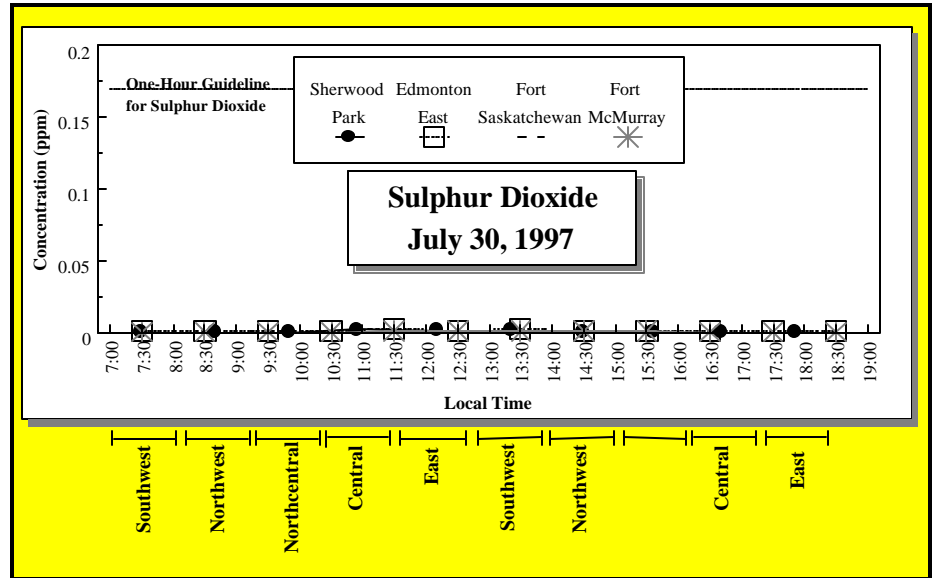 0.2
0.15
0.1
0.05
0
Concentration (ppm)
One-Hour Guideline
for Sulphur Dioxide
Sherwood Edmonton Fort Fort
Park East Saskatchewan McMurray
Sulphur Dioxide
July 30, 1997
7:00 7:30 8:00 8:30 9:00 9:30 10:00 10:30 11:00 11:30 12:00 12:30 13:00 13:30 14:00 14:30 15:00 15:30 16:00 16:30 17:00 17:30 18:00 18:30 19:00
Local Time
Southwest Northwest Northcentral Central East Southwest Northwest Central East